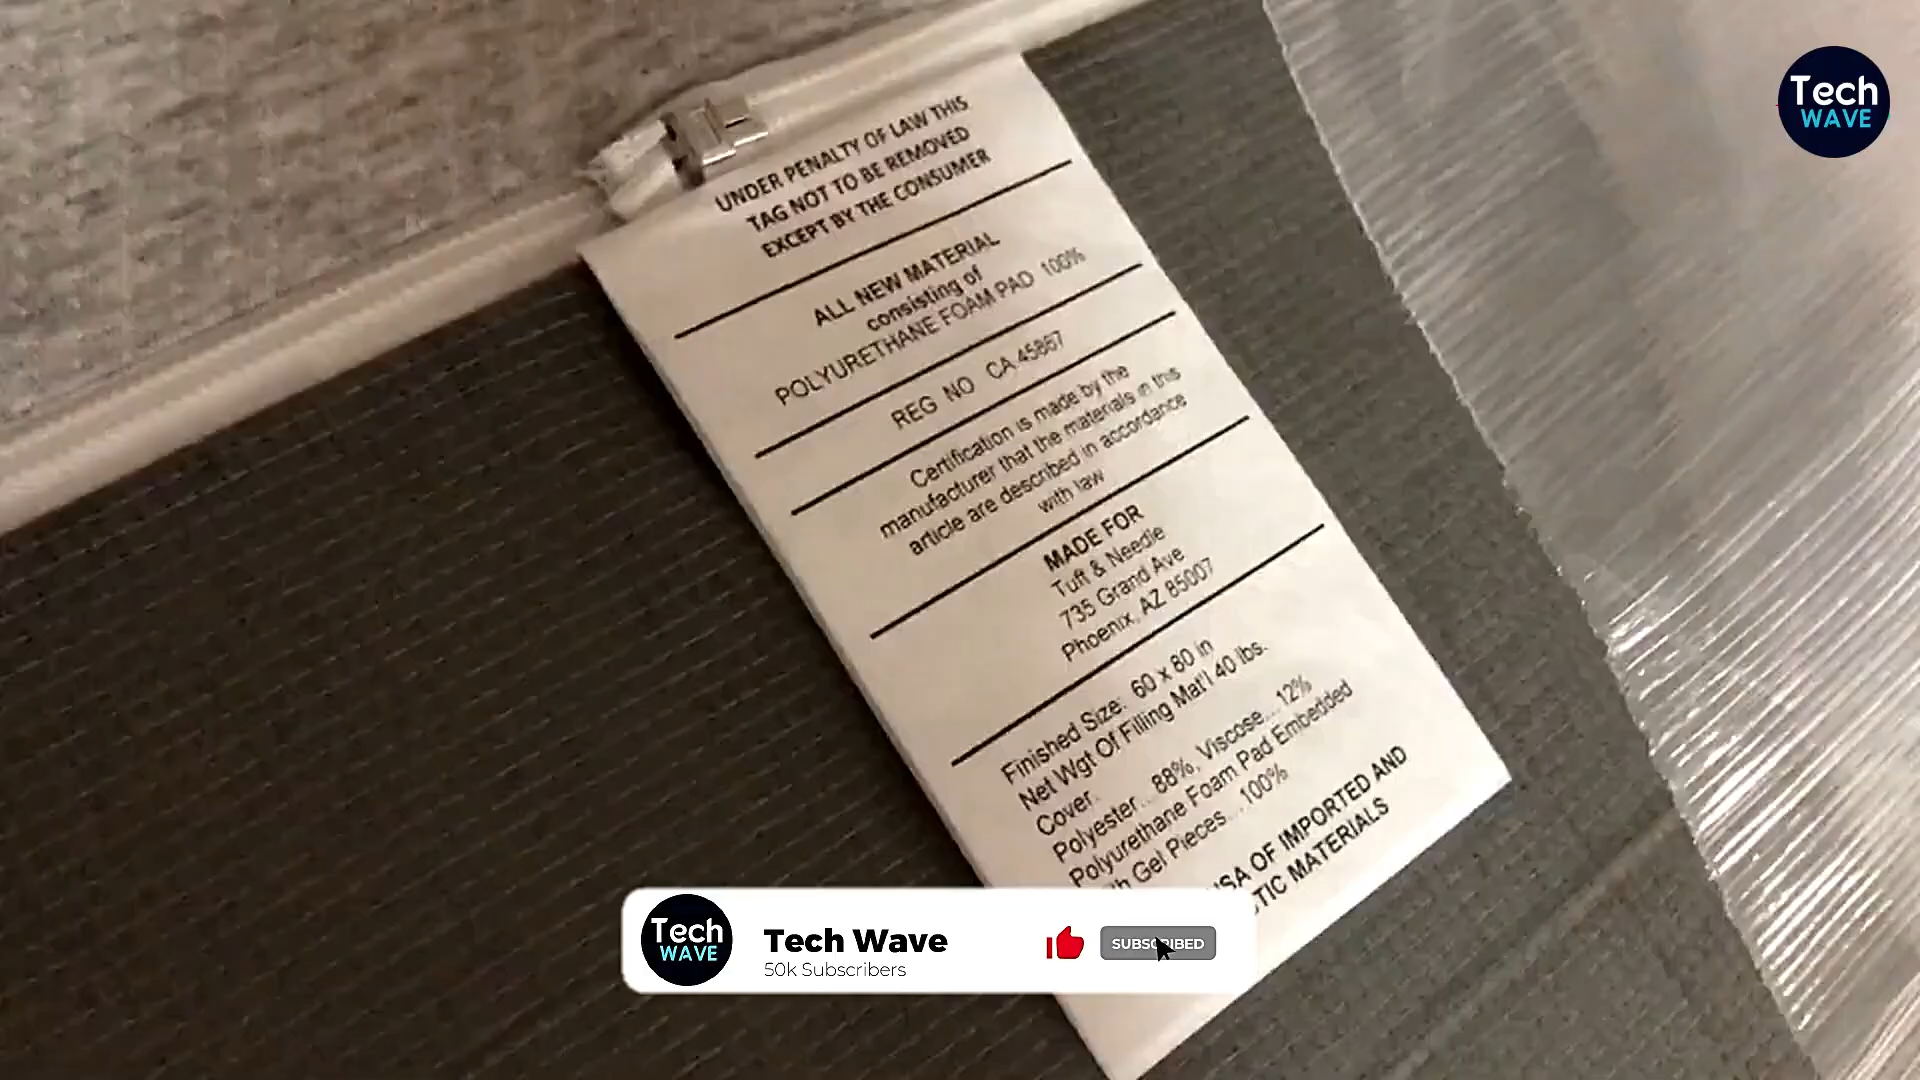 Tech
WAVE
UNDER PENALTY OF LAW THIS
TAG NOT TO BE REMOVED
EXCEPT BY THE CONSUMER
ALL NEW MATERIAL
consisting of
POLYURETHANE FOAM PAD 100%
REG NO CA 45867
Certification is made by the
manufacturer that the materials in this
article are described in accordance
with law
MADE FOR
Tuft & Needle
735 Grand Ave
Phoenix, AZ 85007
Finished Size: 60 x 80 in
Net Wgt Of Filling Mat'l 40 lbs.
Cover.
Polyester...88%, Viscose...12%
Polyurethane Foam Pad Embedded
Gel Pieces...100%
OF IMPORTED AND
MATERIALS
Tech
WAVE
Tech Wave
50k Subscribers
SUBSCRIBED